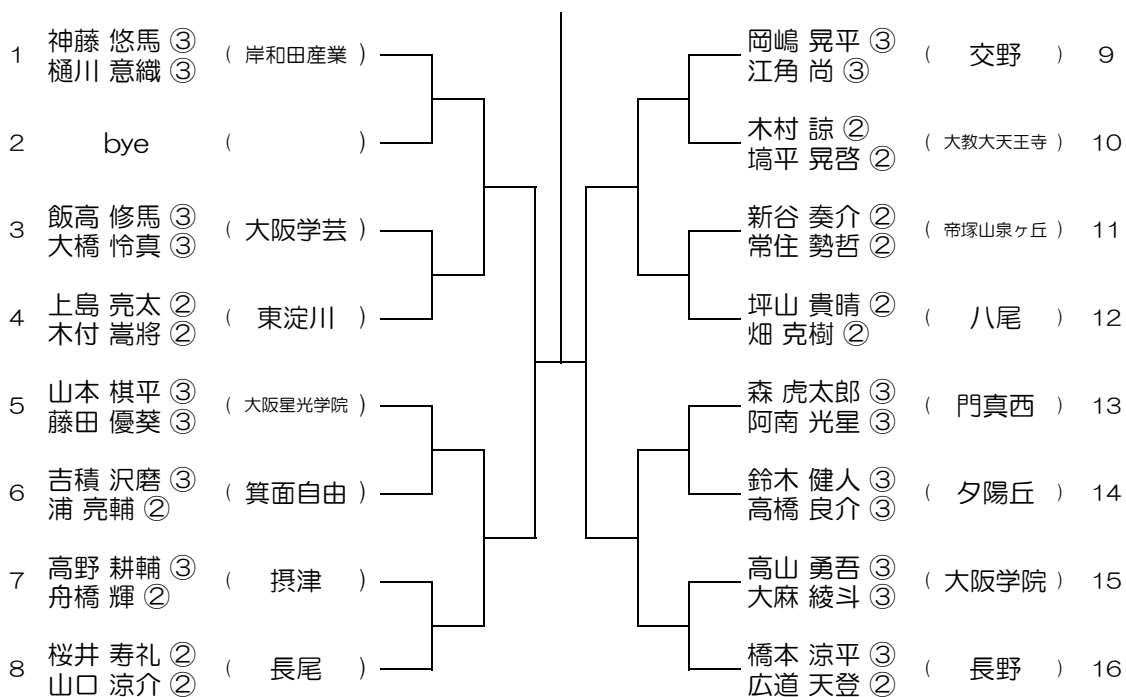 1 神藤 悠馬 ③ ( 岸和田産業 )
樋川 意織 ③
2 bye ( )
3 飯高 修馬 ③ ( 大阪学芸 )
大橋 怜真 ③
4 上島 亮太 ② ( 東淀川 )
木付 嵩將 ②
5 山本 棋平 ③ ( 大阪星光学院 )
藤田 優葵 ③
6 吉積 沢磨 ③ ( 箕面自由 )
浦 亮輔 ②
7 高野 耕輔 ③ ( 摂津 )
舟橋 輝 ②
8 桜井 寿礼 ② ( 長尾 )
山口 涼介 ②
岡嶋 晃平 ③ ( 交野 ) 9
江角 尚 ③
木村 諒 ② ( 大教大天王寺 ) 10
塙平 晃啓 ②
新谷 奏介 ② ( 帝塚山泉ヶ丘 ) 11
常住 勢哲 ②
坪山 貴晴 ② ( 八尾 ) 12
畑 克樹 ②
森 虎太郎 ③ ( 門真西 ) 13
阿南 光星 ③
鈴木 健人 ③ ( 夕陽丘 ) 14
高橋 良介 ③
高山 勇吾 ③ ( 大阪学院 ) 15
大麻 綾斗 ③
橋本 涼平 ③ ( 長野 ) 16
広道 天登 ②